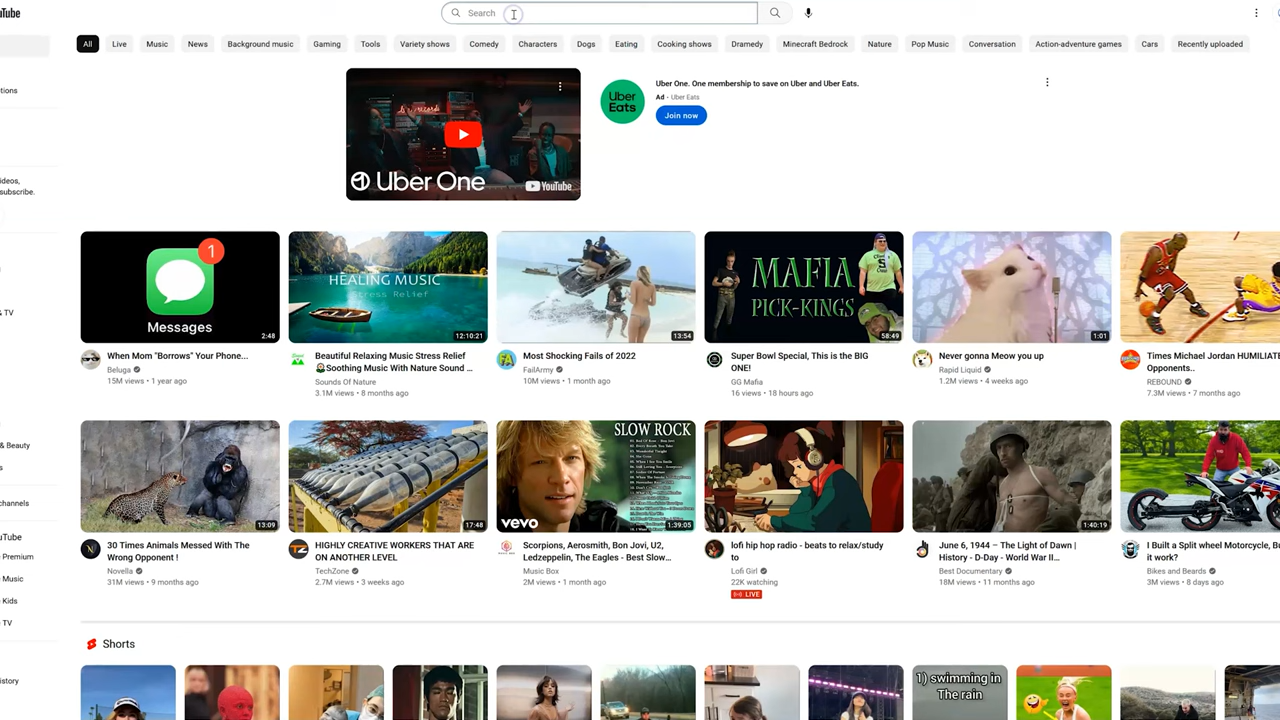 uTube
Search
All
Live
Music
News
Background music
Gaming
Tools
Variety shows
Comedy
Characters
Dogs
Eating
Cooking shows
Dramedy
Minecraft Bedrock
Nature
Pop Music
Conversation
Action-adventure games
Cars
Recently uploaded
tions
ideos,
subscribe.
& TV
& Beauty
channels
uTube
Premium
Music
Kids
TV
istory
Uber One
YouTube
Uber
Eats
Uber One. One membership to save on Uber and Uber Eats.
Ad • Uber Eats
Join now
1
Messages
2:48
When Mom "Borrows" Your Phone...
Beluga
15M views • 1 year ago
HEALING MUSIC
Stress Relief
12:10:21
Beautiful Relaxing Music Stress Relief
Soothing Music With Nature Sound ...
Sounds Of Nature
3.1M views • 8 months ago
13:54
FA
Most Shocking Fails of 2022
FailArmy
10M views • 1 month ago
MAFIA
PICK-KINGS
58:49
Super Bowl Special, This is the BIG
ONE!
GG Mafia
16 views • 18 hours ago
1:01
Never gonna Meow you up
Rapid Liquid
1.2M views • 4 weeks ago
Times Michael Jordan HUMILIATE
Opponents..
REBOUND
7.3M views • 7 months ago
13:09
30 Times Animals Messed With The
Wrong Opponent !
Novella
31M views • 9 months ago
17:48
TZ
HIGHLY CREATIVE WORKERS THAT ARE
ON ANOTHER LEVEL
TechZone
2.7M views • 3 weeks ago
SLOW ROCK
vevo
1:39:05
Scorpions, Aerosmith, Bon Jovi, U2,
Ledzeppelin, The Eagles - Best Slow...
Music Box
2M views • 1 month ago
lofi hip hop radio - beats to relax/study
to
Lofi Girl
22K watching
LIVE
1:40:19
June 6, 1944 – The Light of Dawn |
History - D-Day - World War II...
Best Documentary
18M views • 11 months ago
I Built a Split wheel Motorcycle, Bu
it work?
Bikes and Beards
3M views • 8 days ago
Shorts
1) swimming in
The rain